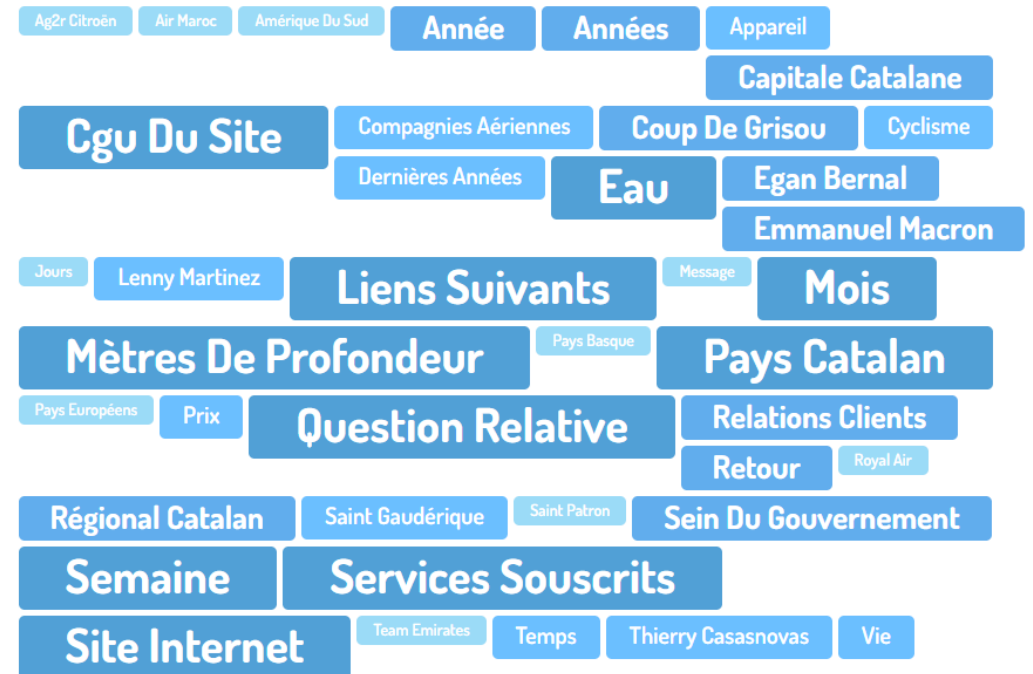 Ag2r Citroën Air Maroc Amérique Du Sud Année Années Appareil
Capitale Catalane
Cgu Du Site Compagnies Aériennes Coup De Grisou Cyclisme
Dernières Années Eau Egan Bernal
Emmanuel Macron
Jours Lenny Martinez Liens Suivants Message Mois
Mètres De Profondeur Pays Basque Pays Catalan
Pays Européens Prix Question Relative Relations Clients
Retour Royal Air
Régional Catalan Saint Gaudérique Saint Patron Sein Du Gouvernement
Semaine Services Souscrits
Site Internet Team Emirates Temps Thierry Casasnovas Vie